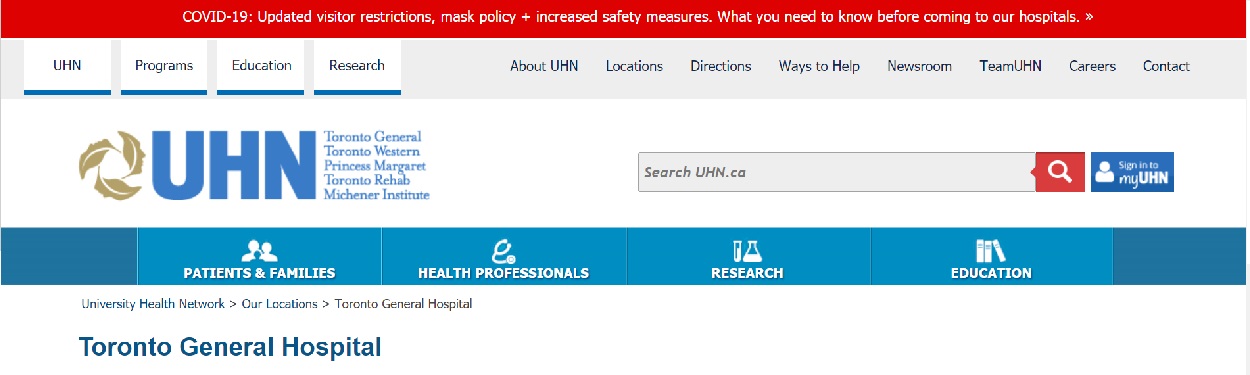 COVID-19: Updated visitor restrictions, mask policy + increased safety measures. What you need to know before coming to our hospitals. »
UHN Programs Education Research About UHN Locations Directions Ways to Help Newsroom TeamUHN Careers Contact
UHN
Toronto General
Toronto Western
Princess Margaret
Toronto Rehab
Michener Institute
Search UHN.ca
Sign in to
myUHN
PATIENTS & FAMILIES HEALTH PROFESSIONALS RESEARCH EDUCATION
University Health Network > Our Locations > Toronto General Hospital
Toronto General Hospital